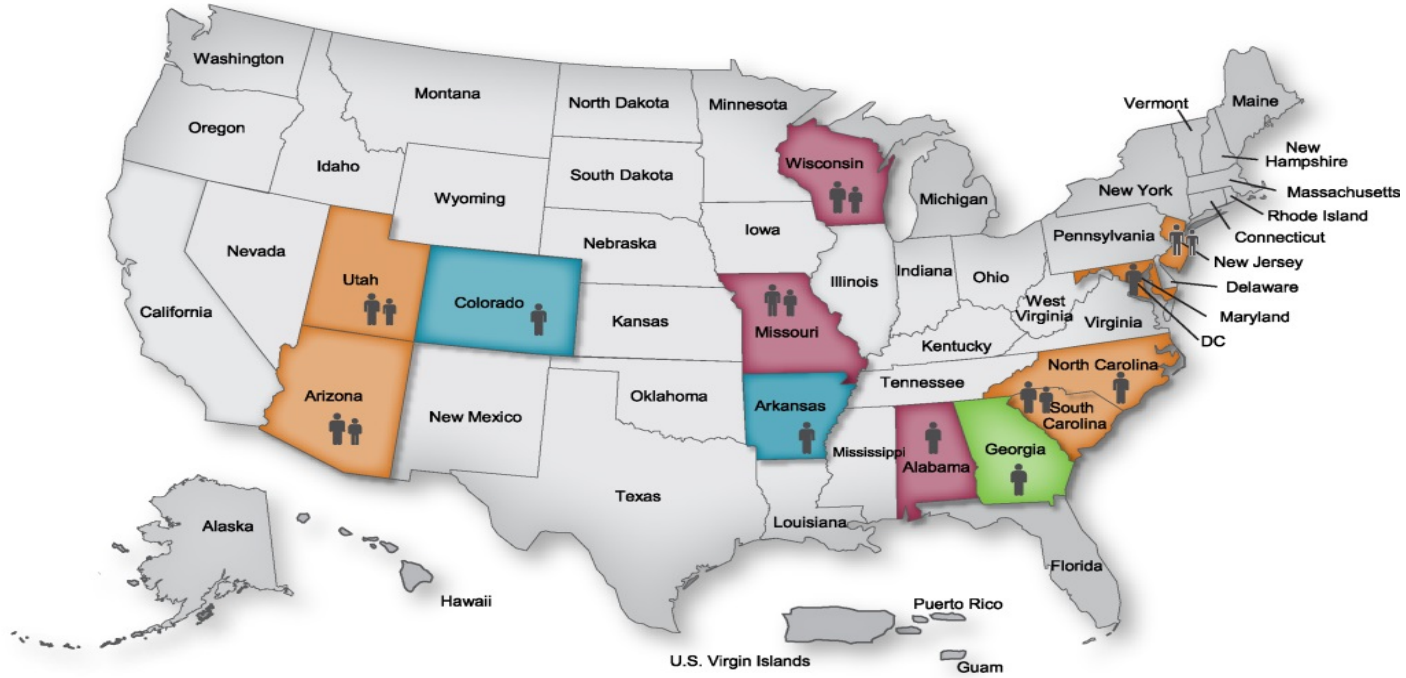 Washington
Oregon
Montana
North Dakota
Minnesota
Idaho
Wyoming
South Dakota
Wisconsin
Michigan
Vermont
Maine
New
Hampshire
New York
Massachusetts
Rhode Island
Connecticut
Pennsylvania
New Jersey
Delaware
Maryland
DC
Nevada
Utah
Colorado
Nebraska
Iowa
Illinois
Indiana
Ohio
West
Virginia
Virginia
California
Kansas
Missouri
Kentucky
Arizona
New Mexico
Oklahoma
Arkansas
Tennessee
North Carolina
South
Carolina
Mississippi
Alabama
Georgia
Texas
Louisiana
Florida
Alaska
Hawaii
Puerto Rico
U.S. Virgin Islands
Guam